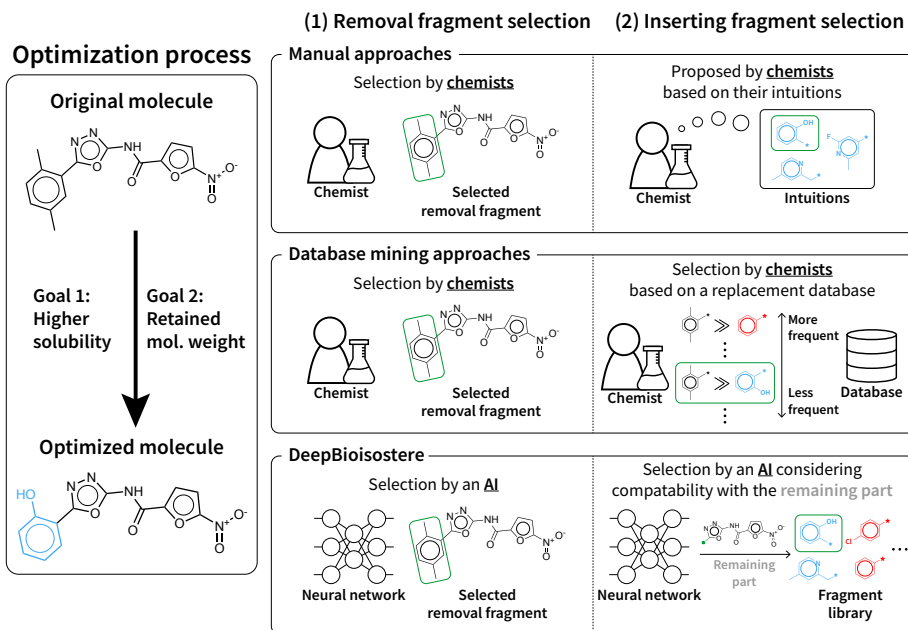 (1) Removal fragment selection
(2) Inserting fragment selection
Optimization process
Original molecule
N N
NH
O
O
O
N+
O-
O
Goal 1:
Higher
solubility
Goal 2:
Retained
mol. weight
Optimized molecule
HO
N N
NH
O
O
O
N+
O-
O
Manual approaches
Selection by chemists
Chemist
N N
NH
O
O
O
N+
O-
O
Selected
removal fragment
Proposed by chemists
based on their intuitions
Chemist
OH
*
F
*
N
N
*
Intuitions
Database mining approaches
Selection by chemists
Chemist
N N
NH
O
O
O
N+
O-
O
Selected
removal fragment
Selection by chemists
based on a replacement database
Chemist
* ≫ *
⋮
* ≫ *
OH
⋮
More
frequent
Less
frequent
Database
DeepBioisostere
Selection by an AI
Neural network
N N
NH
O
O
O
N+
O-
O
Selected
removal fragment
Selection by an AI considering
compatability with the remaining part
Neural network
N N
NH
O
O
O
N+
O-
O
Remaining
part
OH
*
Cl
*
N
*
*
...
Fragment
library